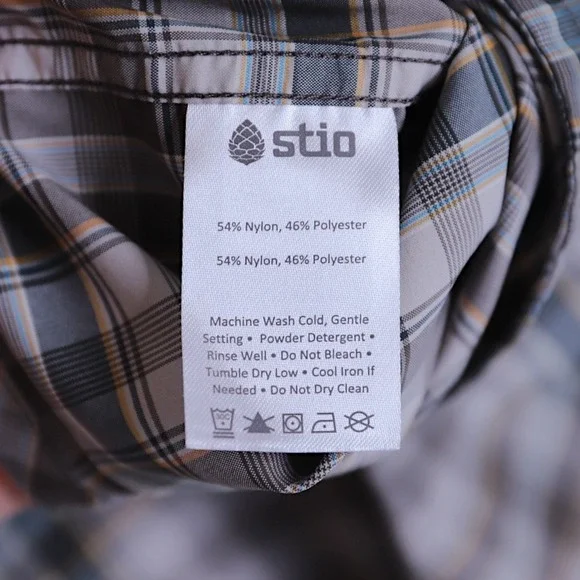 stio
54% Nylon, 46% Polyester
54% Nylon, 46% Polyester
Machine Wash Cold, Gentle
Setting • Powder Detergent •
Rinse Well • Do Not Bleach •
Tumble Dry Low • Cool Iron If
Needed • Do Not Dry Clean